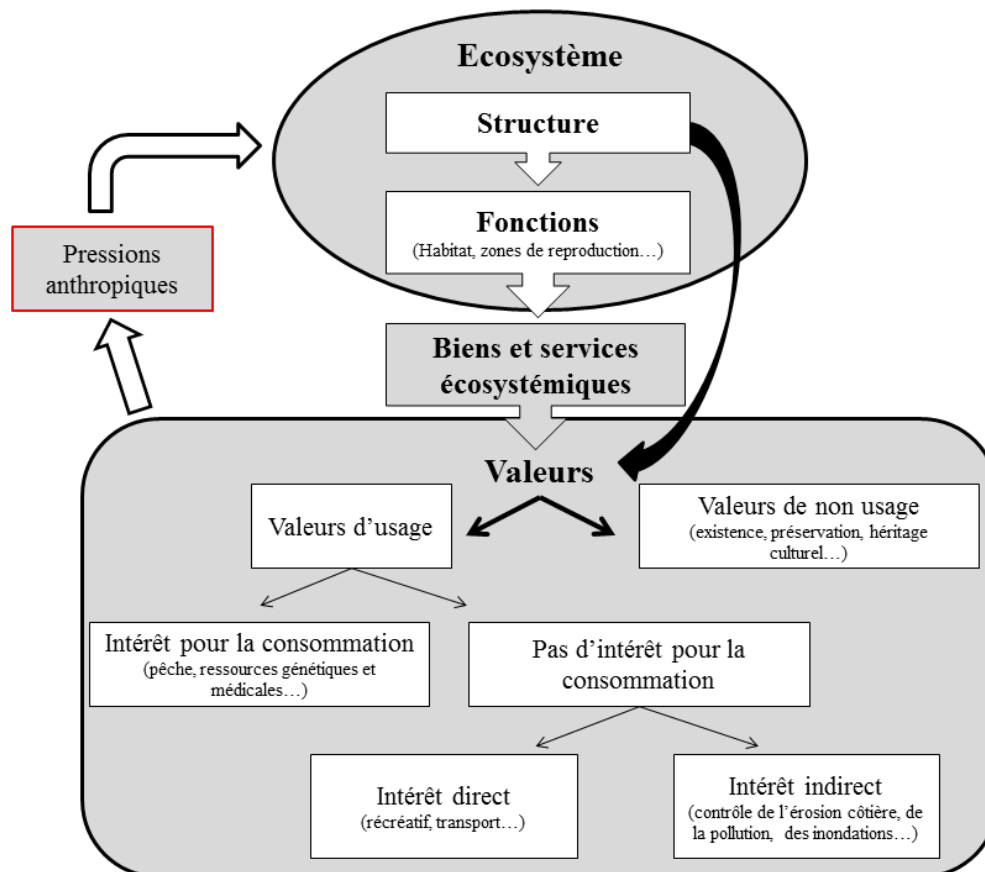 Ecosystème
Structure
Fonctions
(Habitat, zones de reproduction…)
Pressions
anthropiques
Biens et services
écosystémiques
Valeurs
Valeurs d’usage
Valeurs de non usage
(existence, préservation, héritage
culturel…)
Intérêt pour la consommation
(pêche, ressources génétiques et
médicales…)
Pas d’intérêt pour la
consommation
Intérêt direct
(récréatif, transport…)
Intérêt indirect
(contrôle de l’érosion côtière, de
la pollution, des inondations…)